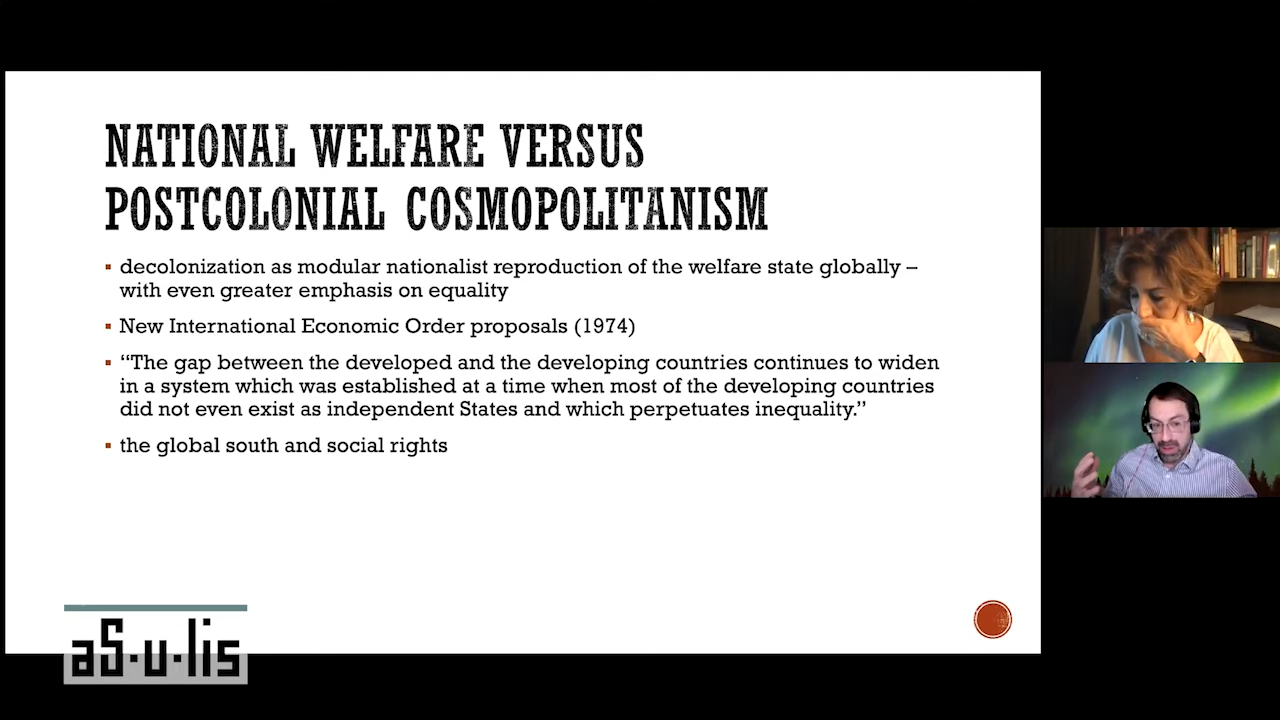 NATIONAL WELFARE VERSUS
POSTCOLONIAL COSMOPOLITANISM
▪ decolonization as modular nationalist reproduction of the welfare state globally –
with even greater emphasis on equality
▪ New International Economic Order proposals (1974)
▪ “The gap between the developed and the developing countries continues to widen
in a system which was established at a time when most of the developing countries
did not even exist as independent States and which perpetuates inequality.”
▪ the global south and social rights
aS·u·lis